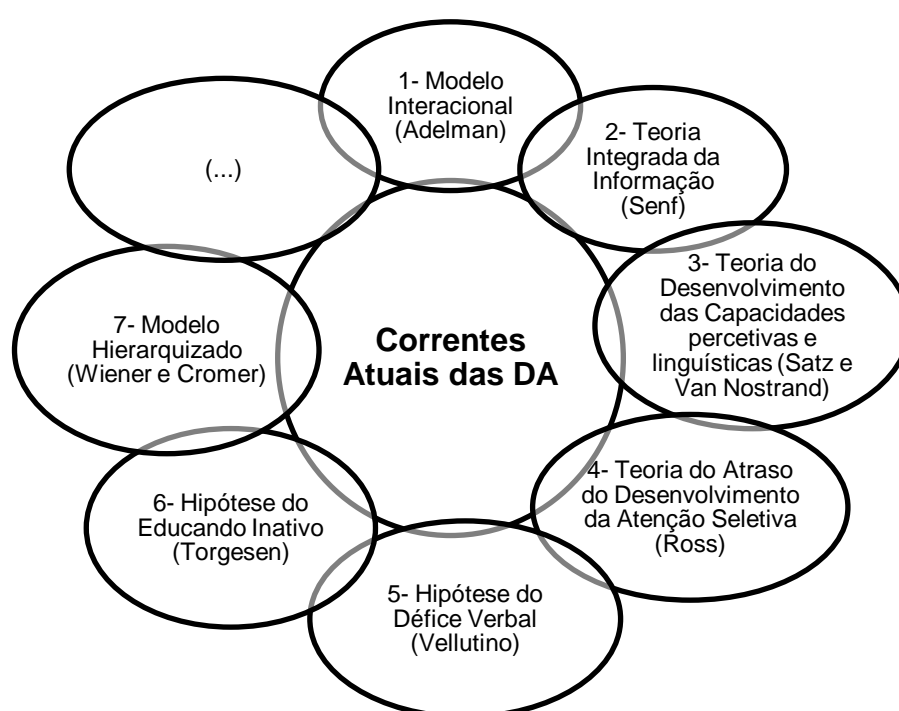 1- Modelo
Interacional
(Adelman)
2- Teoria
Integrada da
Informação
(Senf)
3- Teoria do
Desenvolvimento
das Capacidades
percetivas e
linguísticas (Satz e
Van Nostrand)
4- Teoria do Atraso
do Desenvolvimento
da Atenção Seletiva
(Ross)
5- Hipótese do
Défice Verbal
(Vellutino)
6- Hipótese do
Educando Inativo
(Torgesen)
7- Modelo
Hierarquizado
(Wiener e Cromer)
(...)
Correntes
Atuais das DA